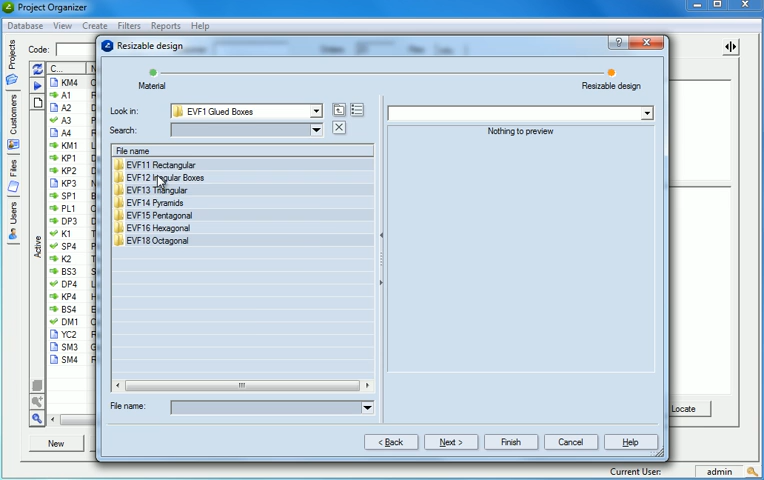 Project Organizer
Database View Create Filters Reports Help
Code:
Resizable design
Material
Resizable design
Look in: EVF1 Glued Boxes
Search:
Nothing to preview
File name
EVF11 Rectangular
EVF12 Irregular Boxes
EVF13 Triangular
EVF14 Pyramids
EVF15 Pentagonal
EVF16 Hexagonal
EVF18 Octagonal
File name:
< Back Next > Finish Cancel Help
Projects
Customers
Files
Users
Active
C... N
KM4
A1 R
A2 D
A3 P
A4 R
KM1 L
KP1 D
KP2 D
KP3 N
SP1 B
PL1 C
DP3 D
K1 T
SP4 P
K2 T
BS3 S
DP4 L
KP4 H
BS4 E
DM1 C
YC2 R
SM3 G
SM4 R
New
Locate
Current User: admin